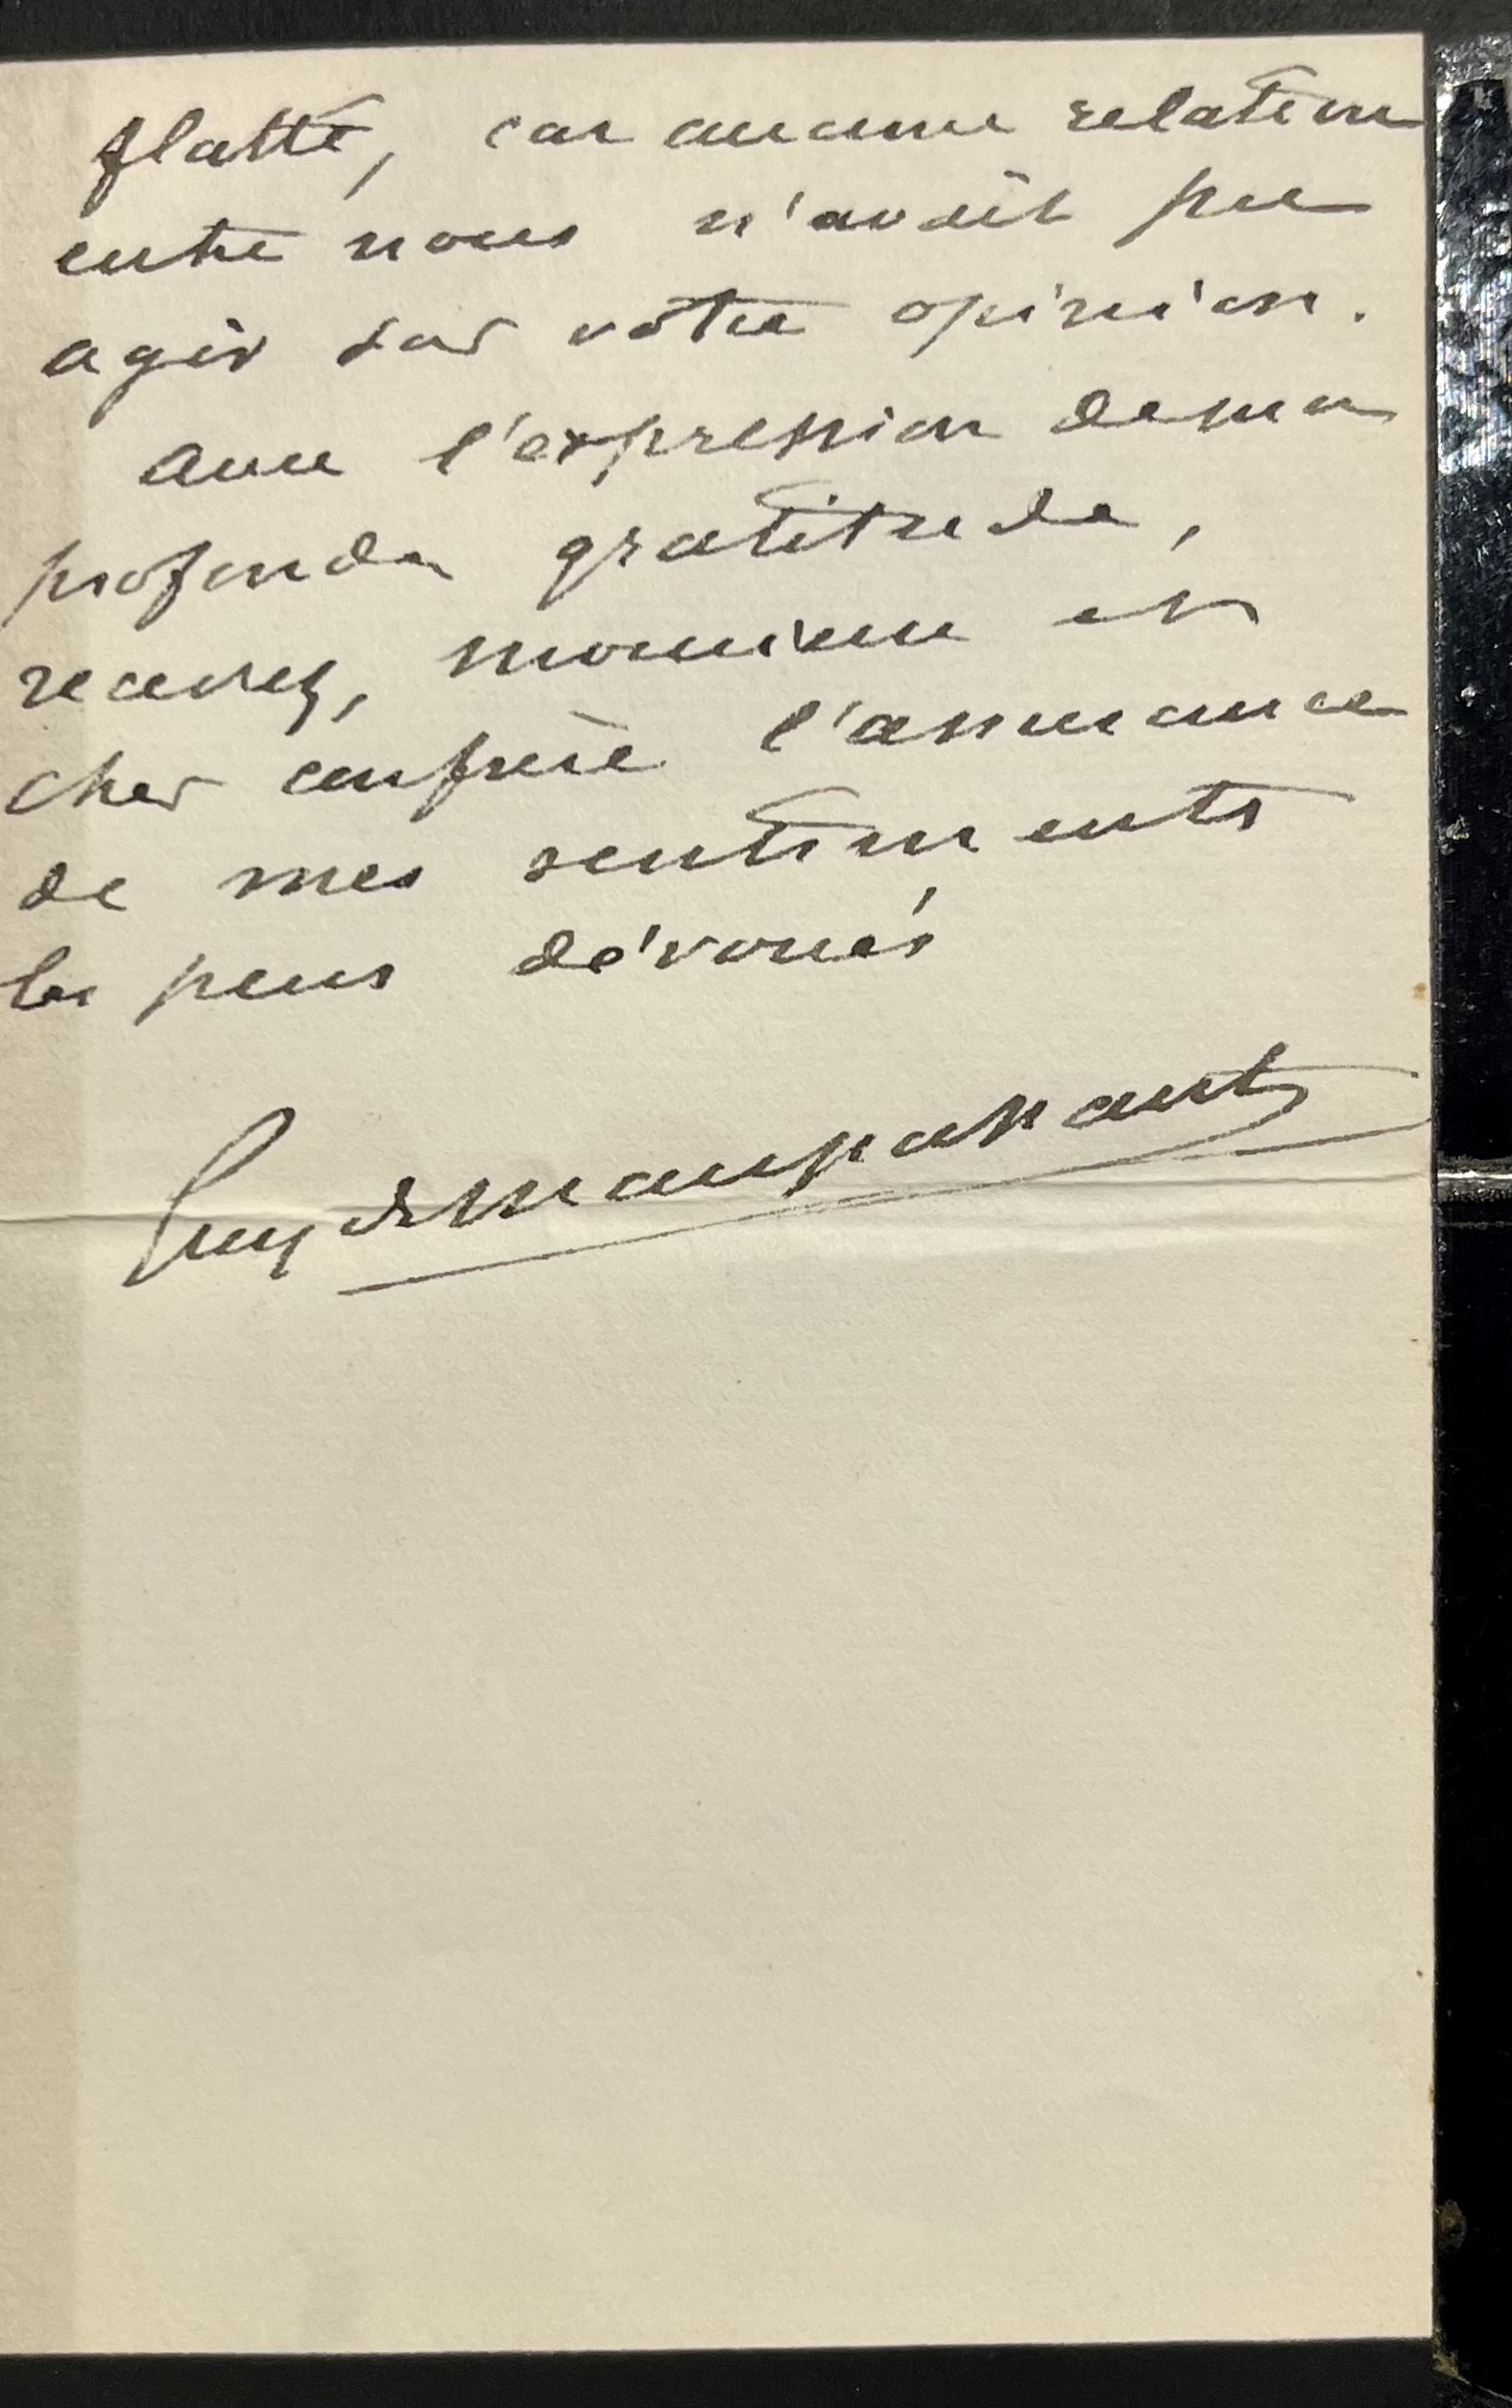 flatté, car aucune relation
entre nous n'avait pu
agir sur votre opinion.
Avec l'expression de ma
profonde gratitude,
recevez, monsieur et
cher confrère l'assurance
de mes sentiments
les plus dévoués
Guy de Maupassant